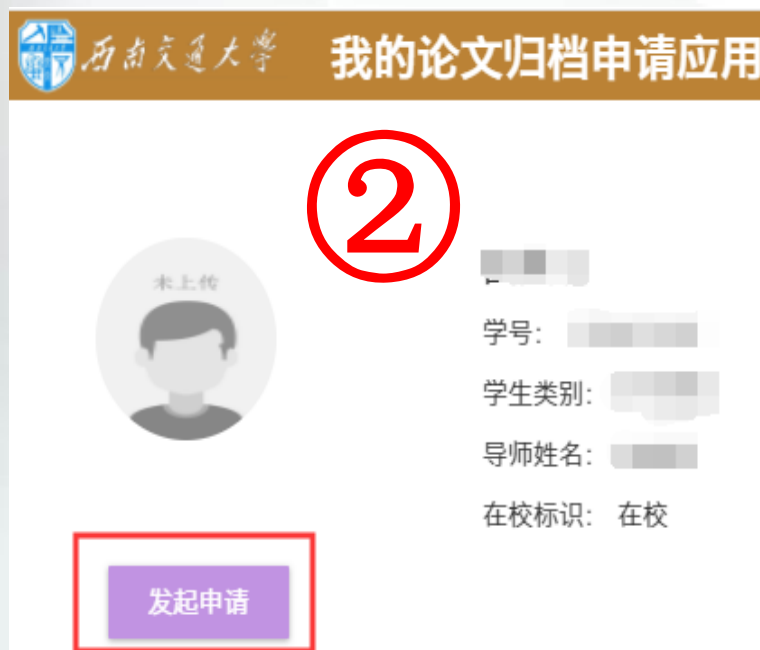 西南交通大学 我的论文归档申请应用
②
未上传
学号：
学生类别：
导师姓名：
在校标识： 在校
发起申请